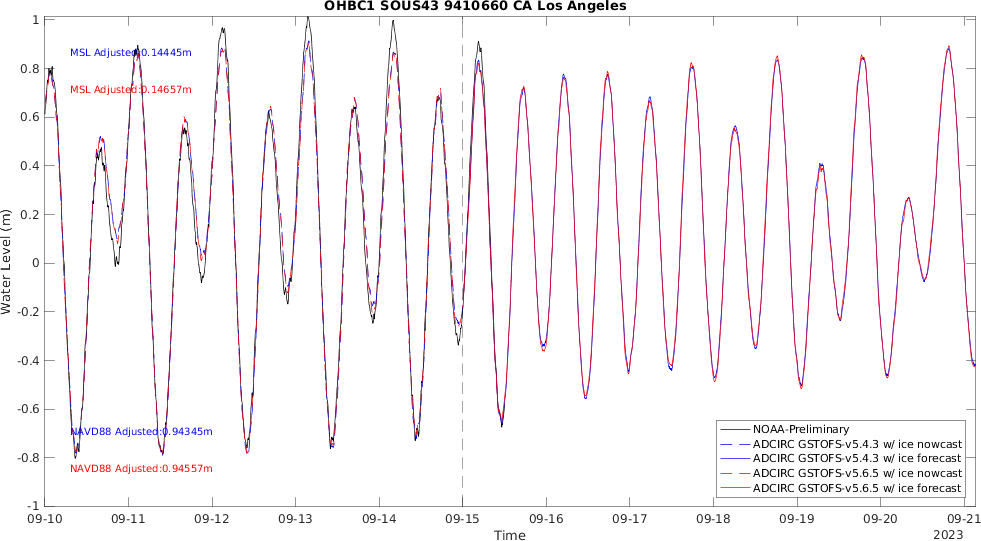 OHBC1 SOUS43 9410660 CA Los Angeles
1
0.8
0.6
0.4
0.2
0
-0.2
-0.4
-0.6
-0.8
-1
Water Level (m)
MSL Adjusted:0.14445m
MSL Adjusted:0.14657m
NAVD88 Adjusted:0.94345m
NAVD88 Adjusted:0.94557m
NOAA-Preliminary
ADCIRC GSTOFS-v5.4.3 w/ ice nowcast
ADCIRC GSTOFS-v5.4.3 w/ ice forecast
ADCIRC GSTOFS-v5.6.5 w/ ice nowcast
ADCIRC GSTOFS-v5.6.5 w/ ice forecast
09-10 09-11 09-12 09-13 09-14 09-15 09-16 09-17 09-18 09-19 09-20 09-21
Time
2023